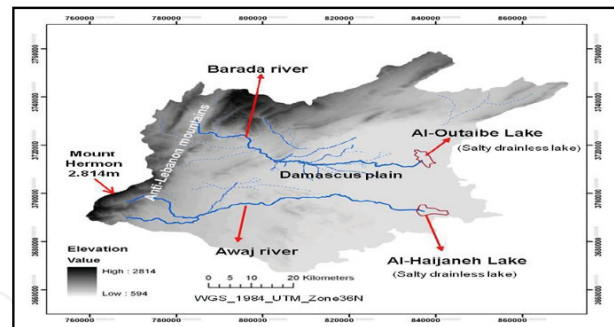 Barada river
Al-Outaibe Lake
(Salty drainless lake)
Mount
Hermon
2.814m
Anti-Lebanon mountains
Damascus plain
Awaj river
Al-Haijaneh Lake
(Salty drainless lake)
Elevation
Value
High : 2814
Low : 594
0 5 10 20 Kilometers
WGS_1984_UTM_Zone36N
760000 780000 800000 820000 840000 860000
760000 780000 800000 820000 840000 860000